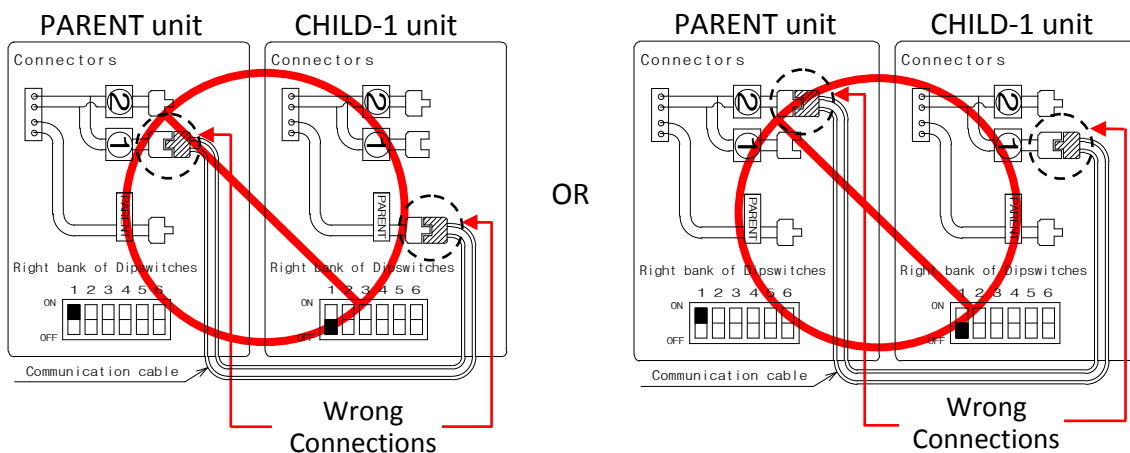 PARENT unit
CHILD-1 unit
Connectors
Connectors
2
2
1
1
PARENT
PARENT
Right bank of Dipswitches
Right bank of Dipswitches
1 2 3 4 5 6
1 2 3 4 5 6
ON
ON
OFF
OFF
Communication cable
Wrong
Connections
OR
PARENT unit
CHILD-1 unit
Connectors
Connectors
2
2
1
1
PARENT
PARENT
Right bank of Dipswitches
Right bank of Dipswitches
1 2 3 4 5 6
1 2 3 4 5 6
ON
ON
OFF
OFF
Communication cable
Wrong
Connections